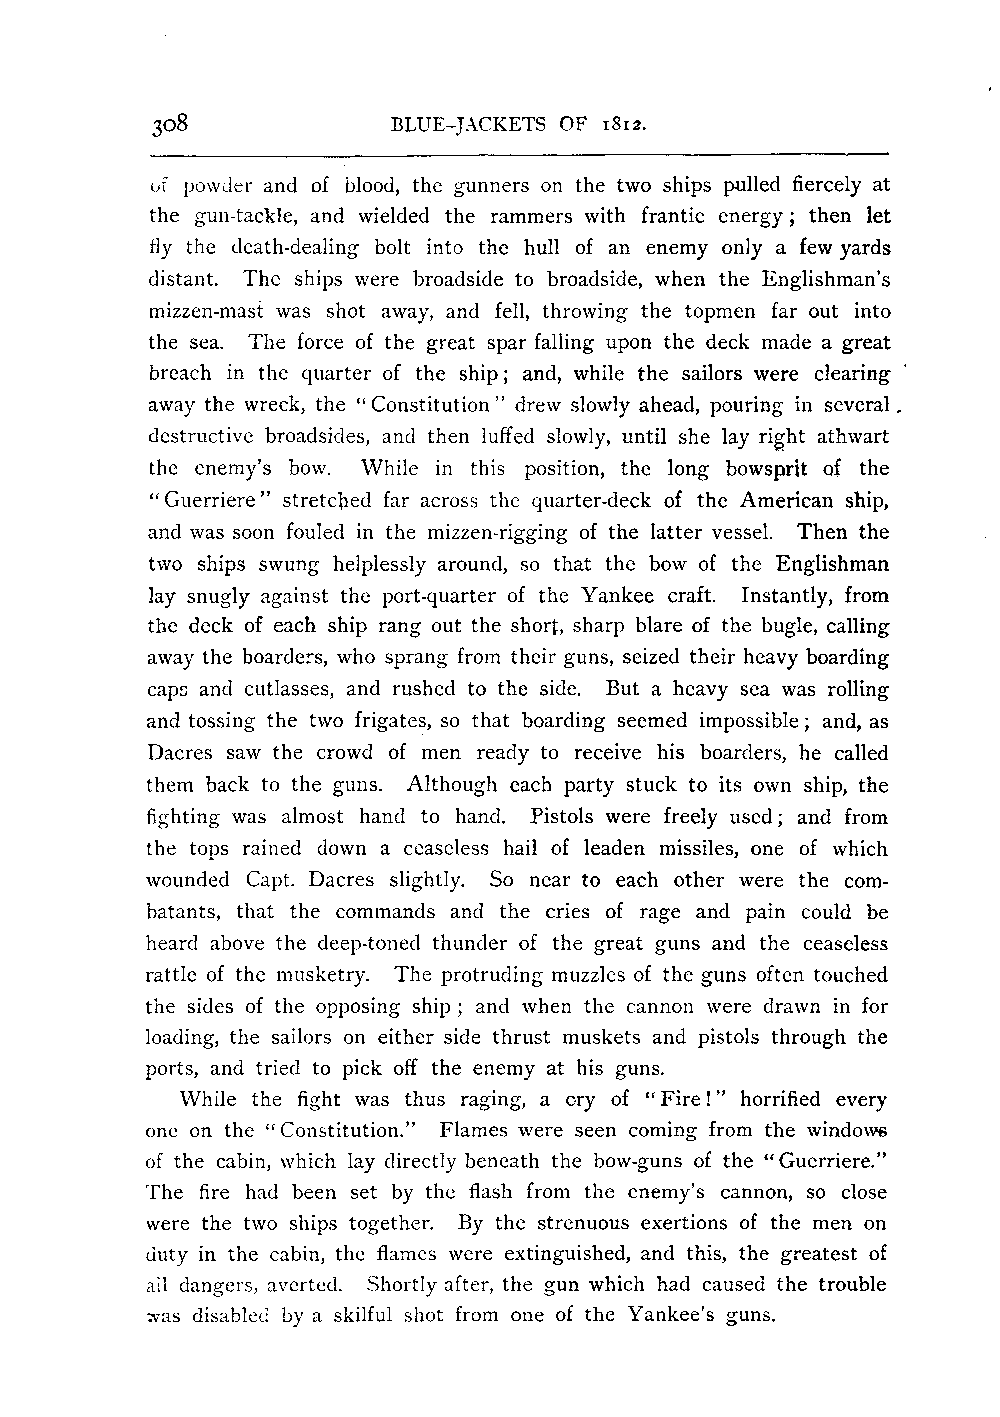 308 BLUE-JACKETS OF 1812.
of powder and of blood, the gunners on the two ships pulled fiercely at
the gun-tackle, and wielded the rammers with frantic energy; then let
fly the death-dealing bolt into the hull of an enemy only a few yards
distant. The ships were broadside to broadside, when the Englishman's
mizzen-mast was shot away, and fell, throwing the topmen far out into
the sea. The force of the great spar falling upon the deck made a great
breach in the quarter of the ship; and, while the sailors were clearing
away the wreck, the "Constitution" drew slowly ahead, pouring in several
destructive broadsides, and then luffed slowly, until she lay right athwart
the enemy's bow. While in this position, the long bowsprit of the
"Guerriere" stretched far across the quarter-deck of the American ship,
and was soon fouled in the mizzen-rigging of the latter vessel. Then the
two ships swung helplessly around, so that the bow of the Englishman
lay snugly against the port-quarter of the Yankee craft. Instantly, from
the deck of each ship rang out the short, sharp blare of the bugle, calling
away the boarders, who sprang from their guns, seized their heavy boarding
caps and cutlasses, and rushed to the side. But a heavy sea was rolling
and tossing the two frigates, so that boarding seemed impossible; and, as
Dacres saw the crowd of men ready to receive his boarders, he called
them back to the guns. Although each party stuck to its own ship, the
fighting was almost hand to hand. Pistols were freely used; and from
the tops rained down a ceaseless hail of leaden missiles, one of which
wounded Capt. Dacres slightly. So near to each other were the com-
batants, that the commands and the cries of rage and pain could be
heard above the deep-toned thunder of the great guns and the ceaseless
rattle of the musketry. The protruding muzzles of the guns often touched
the sides of the opposing ship; and when the cannon were drawn in for
loading, the sailors on either side thrust muskets and pistols through the
ports, and tried to pick off the enemy at his guns.
While the fight was thus raging, a cry of "Fire!" horrified every
one on the "Constitution." Flames were seen coming from the windows
of the cabin, which lay directly beneath the bow-guns of the "Guerriere."
The fire had been set by the flash from the enemy's cannon, so close
were the two ships together. By the strenuous exertions of the men on
duty in the cabin, the flames were extinguished, and this, the greatest of
all dangers, averted. Shortly after, the gun which had caused the trouble
was disabled by a skilful shot from one of the Yankee's guns.